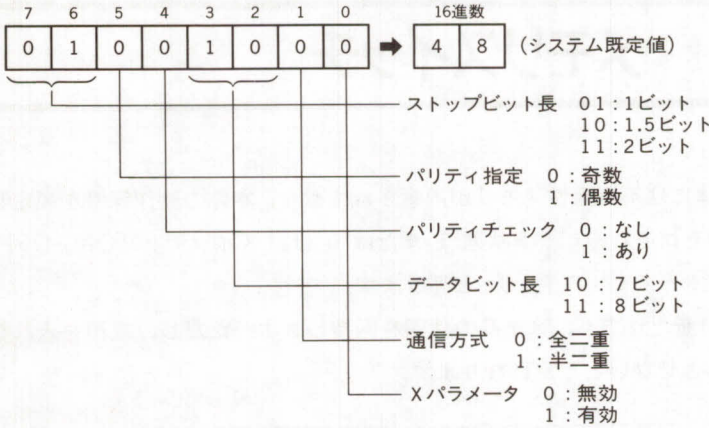 7 6 5 4 3 2 1 0 16進数
0 1 0 0 1 0 0 0 ➡ 4 8 (システム既定値)
ストップビット長 01:1ビット
10:1.5ビット
11:2ビット
パリティ指定 0:奇数
1:偶数
パリティチェック 0:なし
1:あり
データビット長 10:7ビット
11:8ビット
通信方式 0:全二重
1:半二重
Xパラメータ 0:無効
1:有効